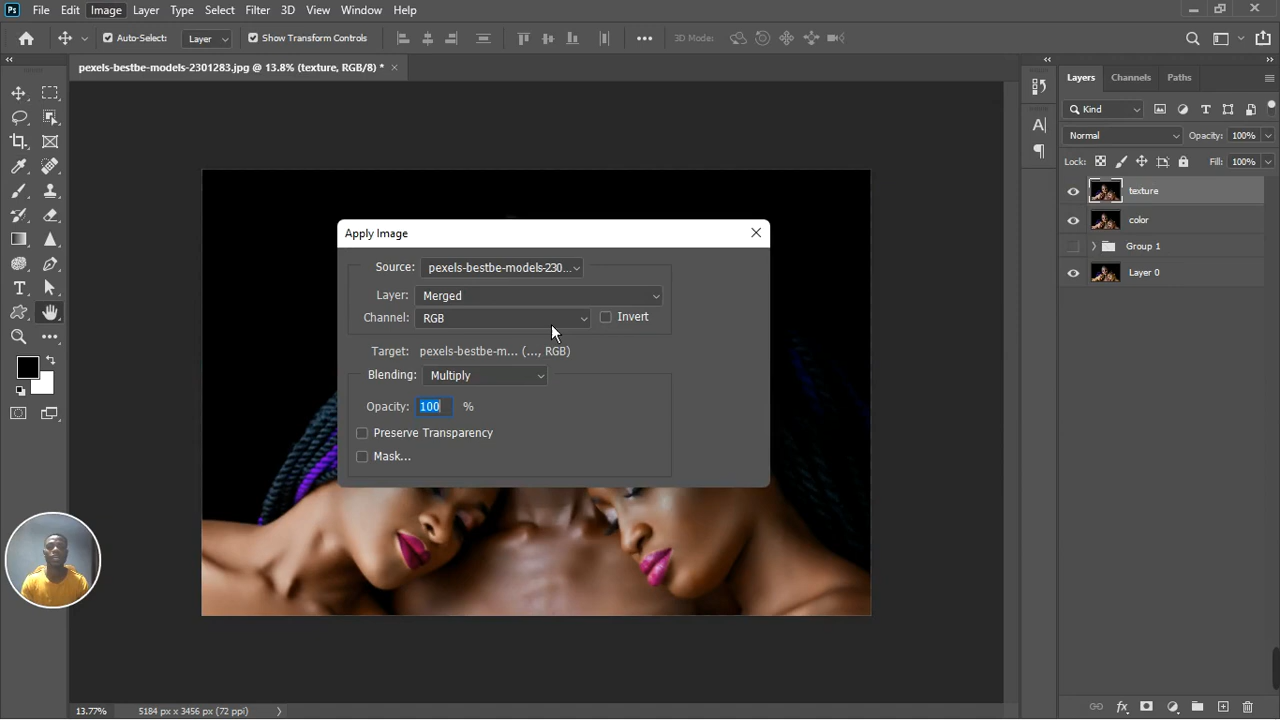 Ps File Edit Image Layer Type Select Filter 3D View Window Help
Auto-Select: Layer Show Transform Controls 3D Mode:
pexels-bestbe-models-2301283.jpg @ 13.8% (texture, RGB/8) *
Layers Channels Paths
Kind
Normal Opacity: 100%
Lock: Fill: 100%
texture
color
Group 1
Layer 0
Apply Image
Source: pexels-bestbe-models-230...
Layer: Merged
Channel: RGB Invert
Target: pexels-bestbe-m... (..., RGB)
Blending: Multiply
Opacity: 100 %
Preserve Transparency
Mask...
13.77% 5184 px x 3456 px (72 ppi)